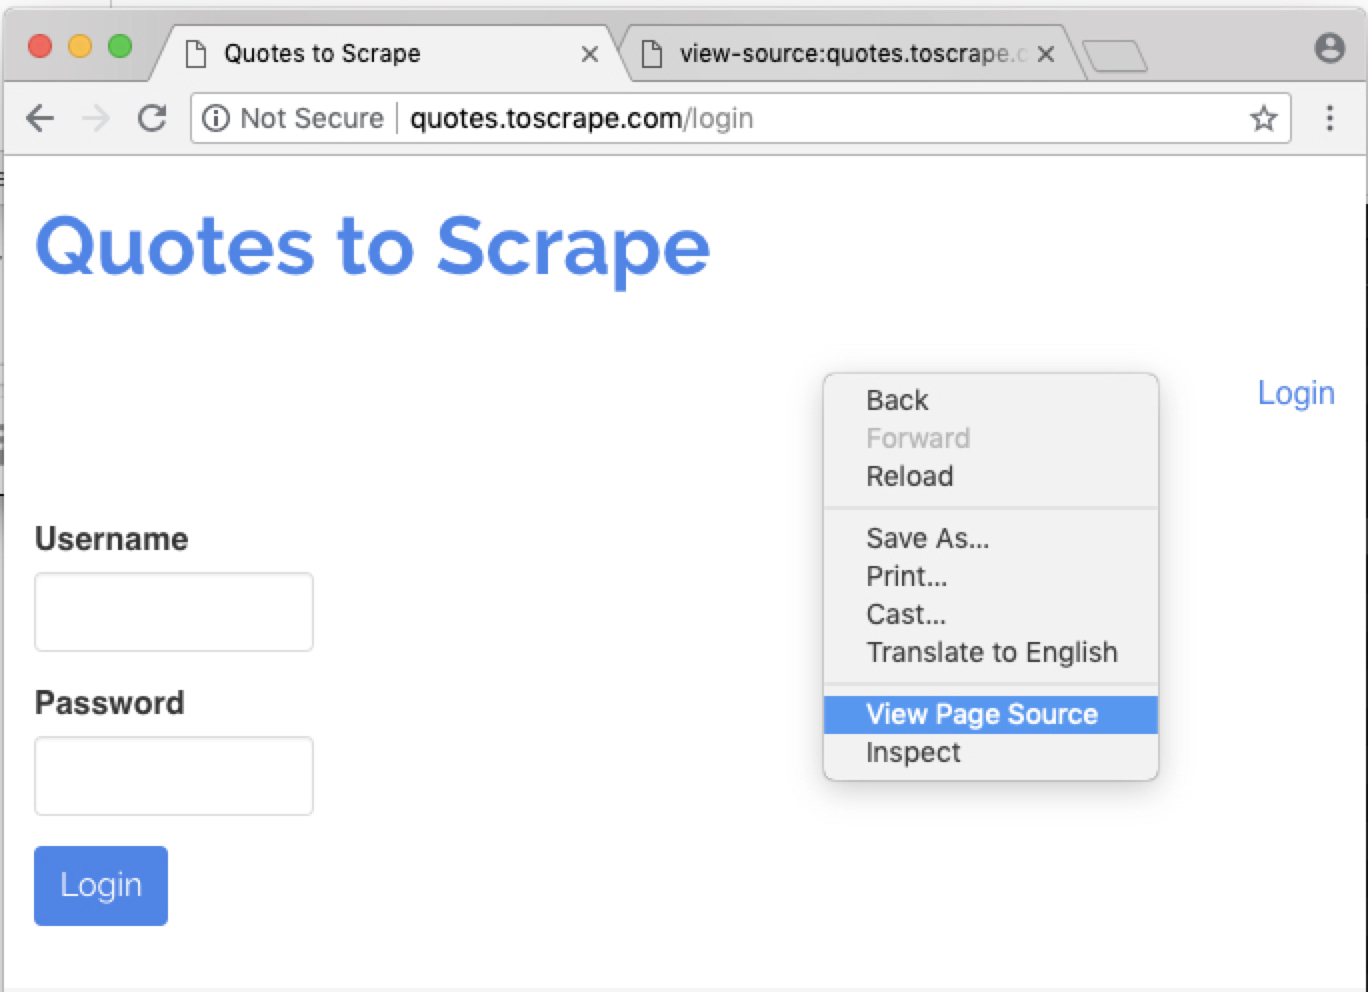 Quotes to Scrape
view-source:quotes.toscrape.c
Not Secure | quotes.toscrape.com/login
Quotes to Scrape
Login
Back
Forward
Reload
Save As...
Print...
Cast...
Translate to English
View Page Source
Inspect
Username
Password
Login